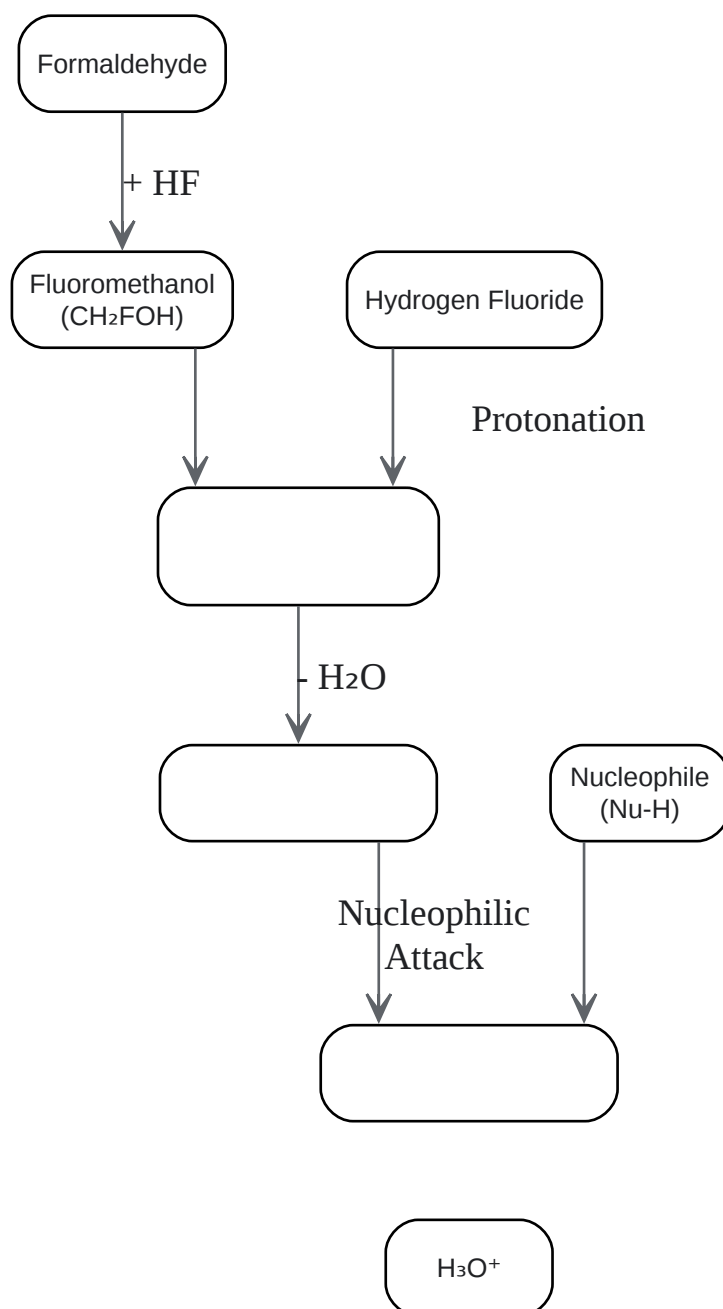 Formaldehyde
+ HF
Fluoromethanol
(CH₂FOH)
Hydrogen Fluoride
Protonation
- H₂O
Nucleophile
(Nu-H)
Nucleophilic
Attack
H₃O⁺